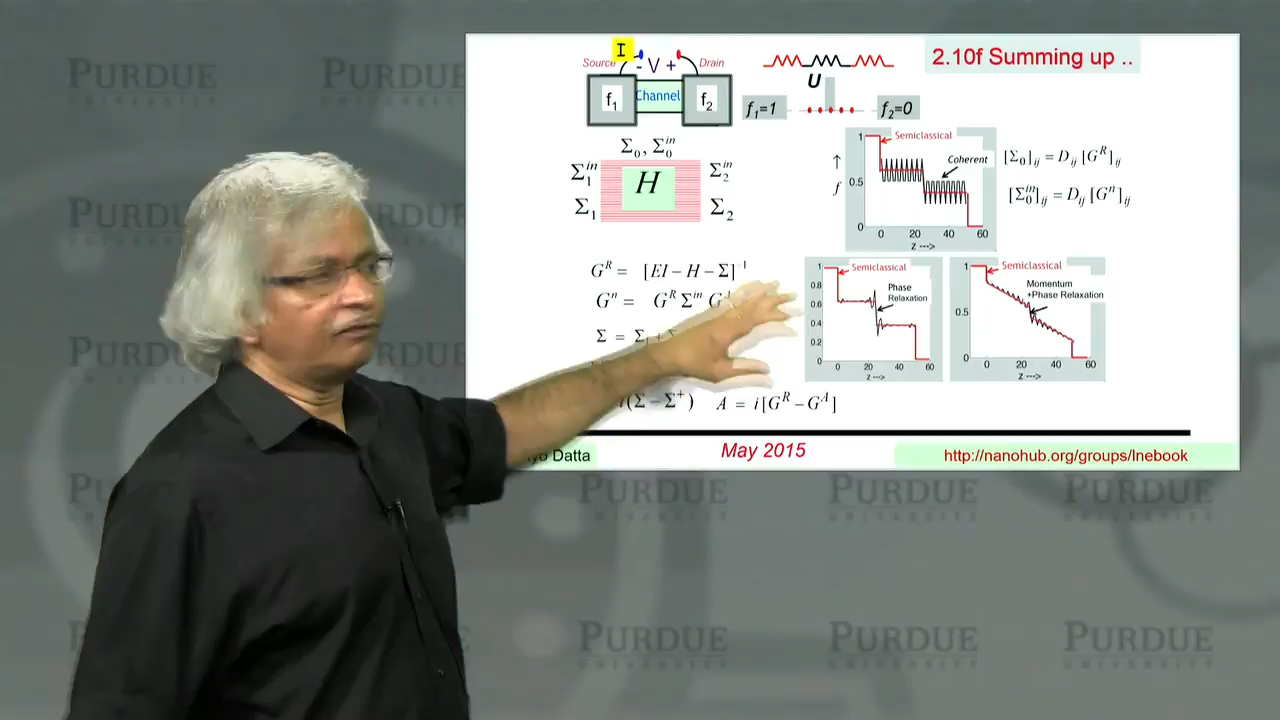 2.10f Summing up ..
I
Source - V + Drain
f₁ Channel f₂
U
f₁=1 f₂=0
Σ₀, Σ₀ⁱⁿ
Σ₁ⁱⁿ H Σ₂ⁱⁿ
Σ₁ Σ₂
1 Semiclassical
Coherent
↑
f
0.5
0
0 20 40 60
z --->
[Σ₀]ᵢⱼ = Dᵢⱼ [Gᴿ]ᵢⱼ
[Σ₀ⁱⁿ]ᵢⱼ = Dᵢⱼ [Gⁿ]ᵢⱼ
Gᴿ = [EI − H − Σ]⁻¹
Gⁿ = Gᴿ Σⁱⁿ
Σ = Σ₁ +
(Σ − Σ⁺) A = i[Gᴿ − Gᴬ]
1 Semiclassical
0.8
Phase
Relaxation
0.6
0.4
0.2
0
0 20 40 60
z --->
1 Semiclassical
Momentum
+Phase Relaxation
0.5
0
0 20 40 60
z --->
Datta
May 2015
http://nanohub.org/groups/lnebook
PURDUE
UNIVERSITY